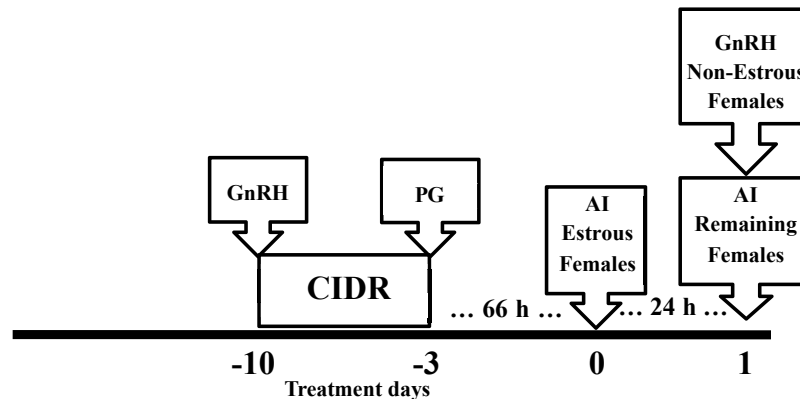 GnRH
Non-Estrous
Females
GnRH
PG
AI
Estrous
Females
AI
Remaining
Females
CIDR
... 66 h ...
... 24 h ...
-10
-3
0
1
Treatment days